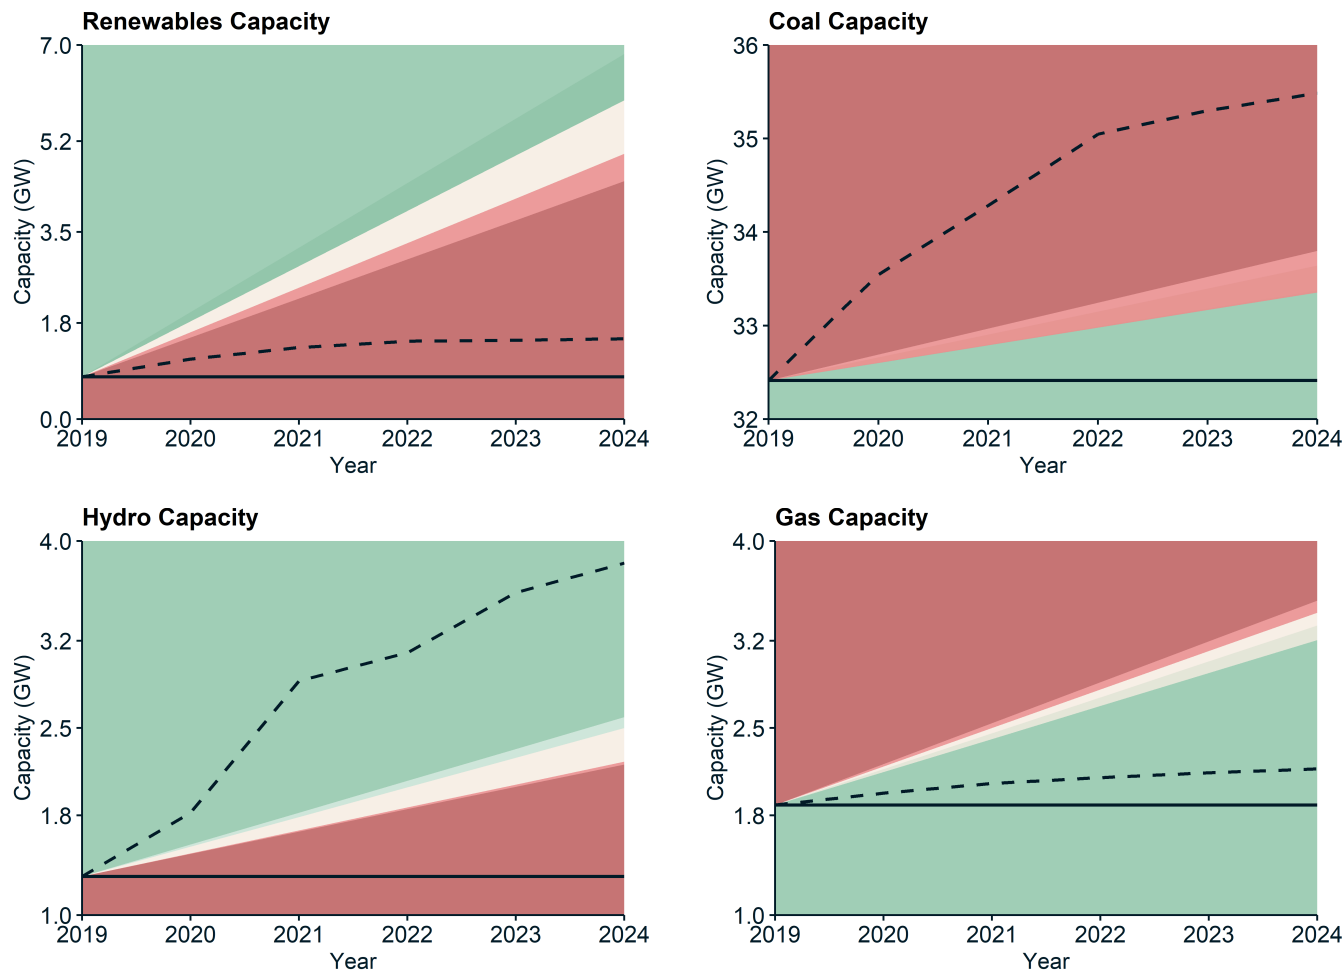 Renewables Capacity
Capacity (GW)
7.0
5.2
3.5
1.8
0.0
2019 2020 2021 2022 2023 2024
Year
Coal Capacity
Capacity (GW)
36
35
34
33
32
2019 2020 2021 2022 2023 2024
Year
Hydro Capacity
Capacity (GW)
4.0
3.2
2.5
1.8
1.0
2019 2020 2021 2022 2023 2024
Year
Gas Capacity
Capacity (GW)
4.0
3.2
2.5
1.8
1.0
2019 2020 2021 2022 2023 2024
Year